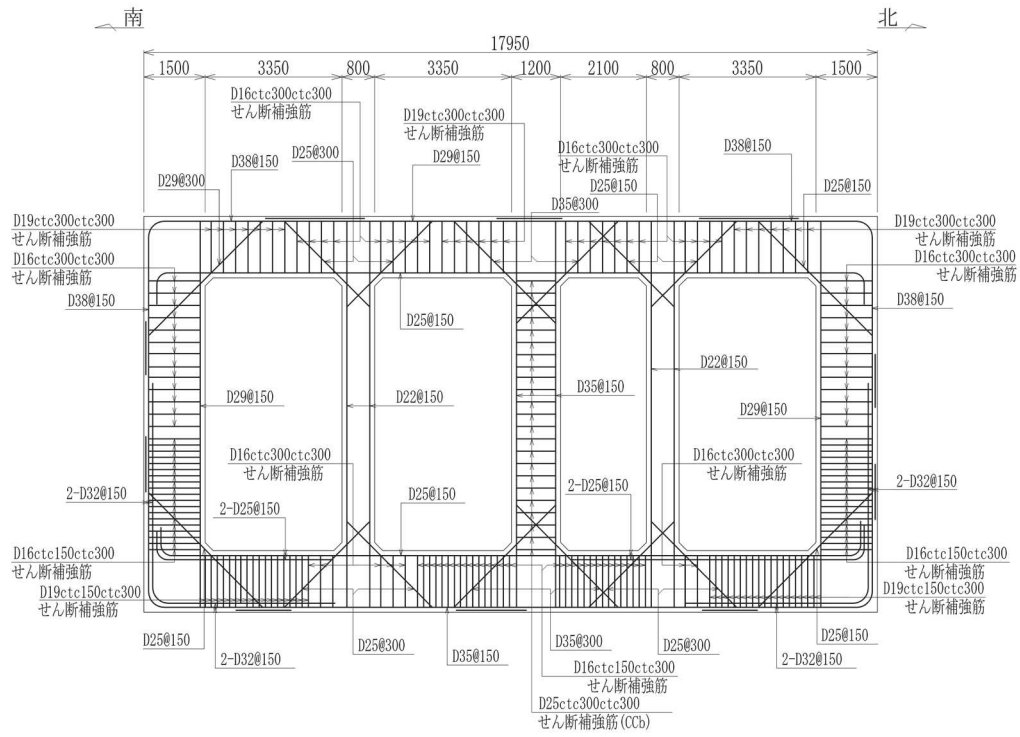 南
北
17950
1500
3350
800
3350
1200
2100
800
3350
1500
D16ctc300ctc300
せん断補強筋
D19ctc300ctc300
せん断補強筋
D16ctc300ctc300
せん断補強筋
D38@150
D25@300
D29@150
D38@150
D29@300
D25@150
D35@300
D25@150
D19ctc300ctc300
せん断補強筋
D19ctc300ctc300
せん断補強筋
D16ctc300ctc300
せん断補強筋
D16ctc300ctc300
せん断補強筋
D38@150
D38@150
D25@150
D22@150
D29@150
D22@150
D35@150
D29@150
D16ctc300ctc300
せん断補強筋
D16ctc300ctc300
せん断補強筋
2-D32@150
D25@150
2-D25@150
2-D32@150
2-D25@150
D16ctc150ctc300
せん断補強筋
D16ctc150ctc300
せん断補強筋
D19ctc150ctc300
せん断補強筋
D19ctc150ctc300
せん断補強筋
D25@150
D25@300
D35@300
D25@300
D25@150
2-D32@150
D35@150
2-D32@150
D16ctc150ctc300
せん断補強筋
D25ctc300ctc300
せん断補強筋(CCb)